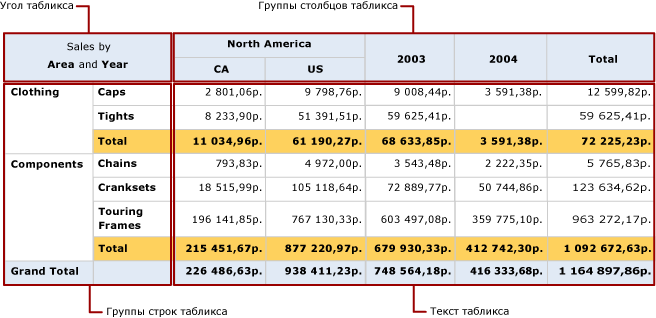 Угол табликса
Группы столбцов табликса
Sales by
Area and Year
North America
CA
US
2003
2004
Total
Clothing Caps 2 801,06р. 9 798,76р. 9 008,44р. 3 591,38р. 12 599,82р.
Tights 8 233,90р. 51 391,51р. 59 625,41р. 59 625,41р.
Total 11 034,96р. 61 190,27р. 68 633,85р. 3 591,38р. 72 225,23р.
Components Chains 793,83р. 4 972,00р. 3 543,48р. 2 222,35р. 5 765,83р.
Cranksets 18 515,99р. 105 118,64р. 72 889,77р. 50 744,86р. 123 634,62р.
Touring
Frames 196 141,85р. 767 130,33р. 603 497,08р. 359 775,10р. 963 272,17р.
Total 215 451,67р. 877 220,97р. 679 930,33р. 412 742,30р. 1 092 672,63р.
Grand Total 226 486,63р. 938 411,23р. 748 564,18р. 416 333,68р. 1 164 897,86р.
Группы строк табликса
Текст табликса